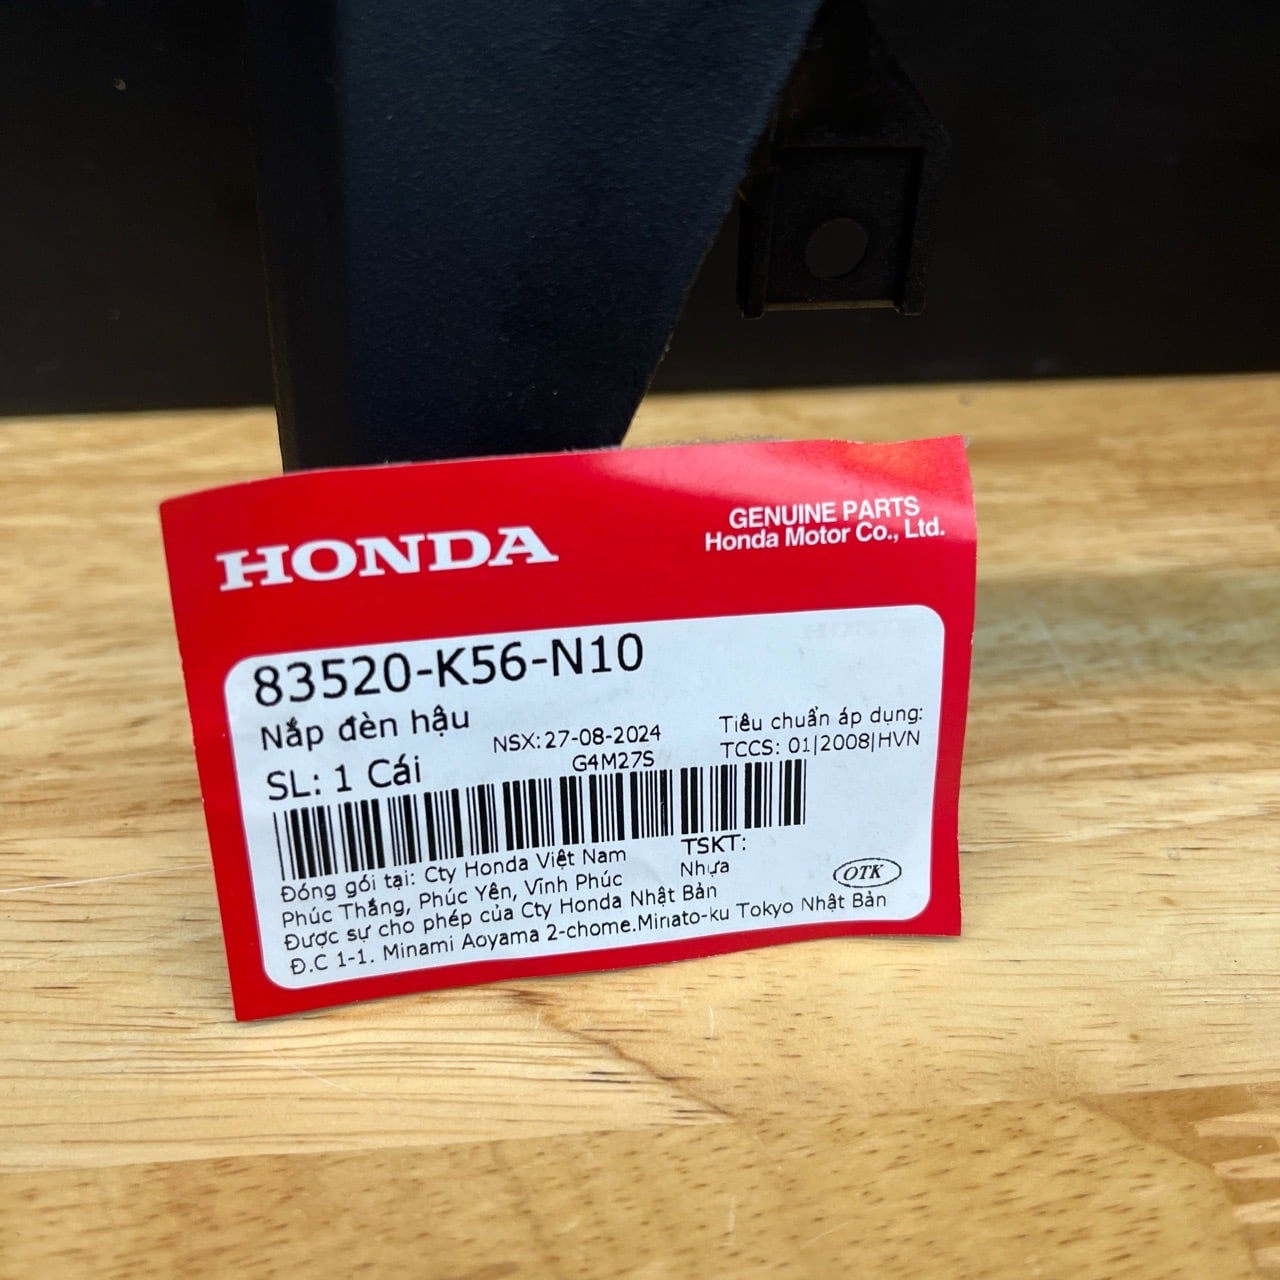 HONDA
GENUINE PARTS
Honda Motor Co., Ltd.
83520-K56-N10
Nắp đèn hậu
SL: 1 Cái
NSX: 27-08-2024
G4M27S
Tiêu chuẩn áp dụng:
TCCS: 01|2008|HVN
Đóng gói tại: Cty Honda Việt Nam
Phúc Thắng, Phúc Yên, Vĩnh Phúc
Được sự cho phép của Cty Honda Nhật Bản
Đ.C 1-1. Minami Aoyama 2-chome.Minato-ku Tokyo Nhật Bản
TSKT:
Nhựa
OTK